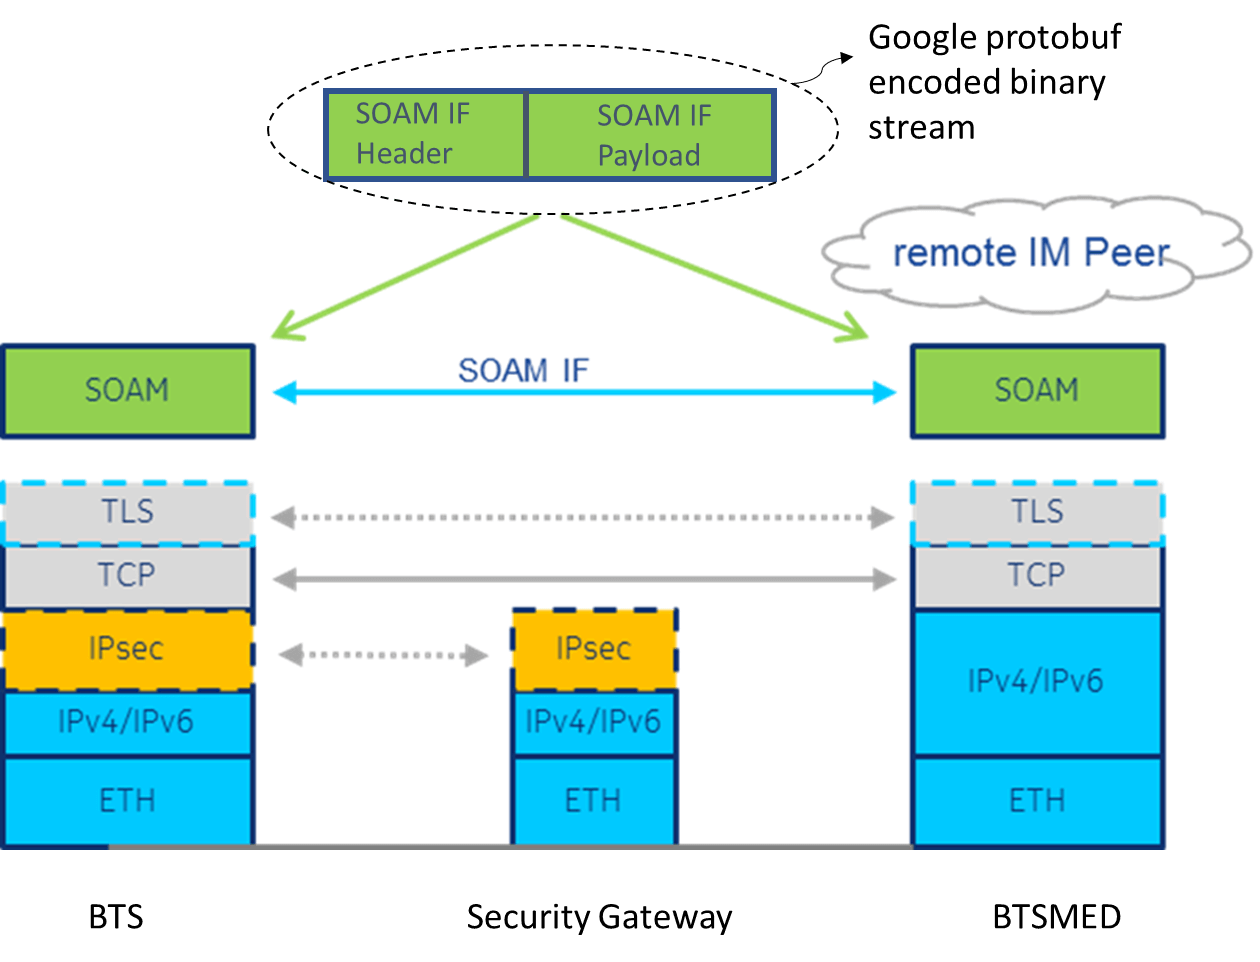 Google protobuf
encoded binary
stream
SOAM IF
Header
SOAM IF
Payload
remote IM Peer
SOAM
SOAM IF
SOAM
TLS
TLS
TCP
TCP
IPsec
IPsec
IPv4/IPv6
IPv4/IPv6
IPv4/IPv6
ETH
ETH
ETH
BTS
Security Gateway
BTSMED